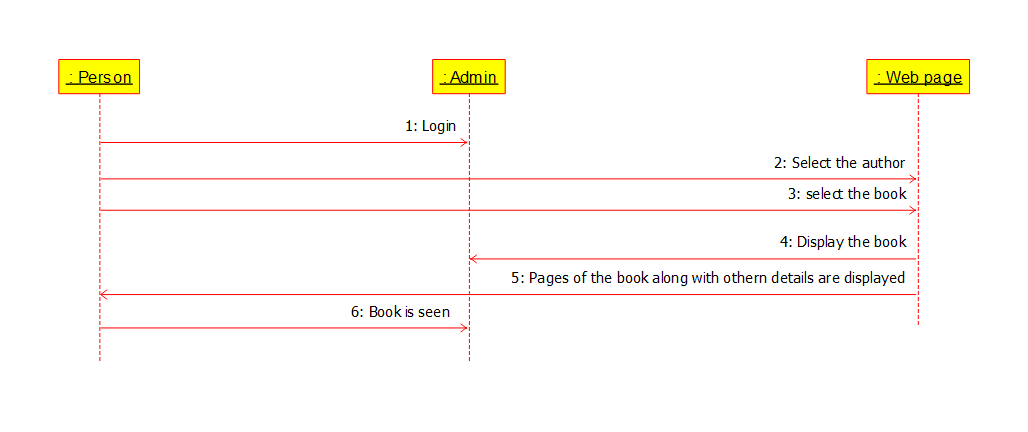 : Person
: Admin
: Web page
1: Login
2: Select the author
3: select the book
4: Display the book
5: Pages of the book along with othern details are displayed
6: Book is seen